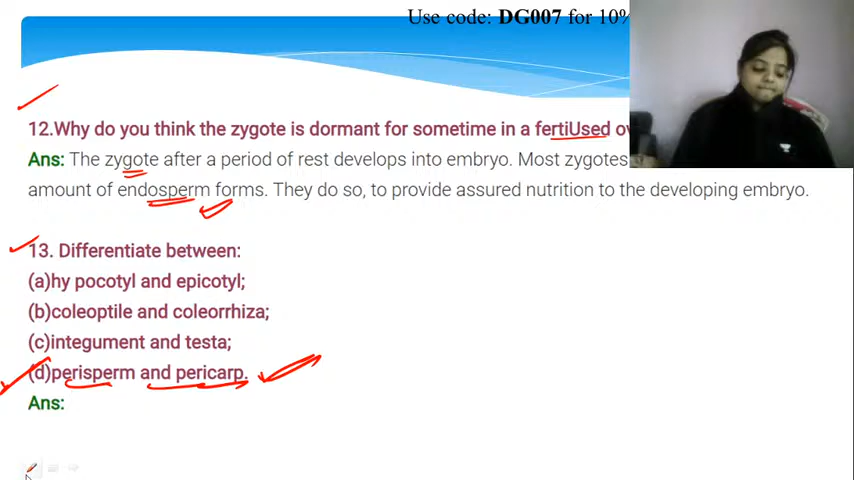 Use code: DG007 for 10%
12.Why do you think the zygote is dormant for sometime in a fertiUsed
Ans: The zygote after a period of rest develops into embryo. Most zygotes
amount of endosperm forms. They do so, to provide assured nutrition to the developing embryo.
13. Differentiate between:
(a)hy pocotyl and epicotyl;
(b)coleoptile and coleorrhiza;
(c)integument and testa;
(d)perisperm and pericarp.
Ans: